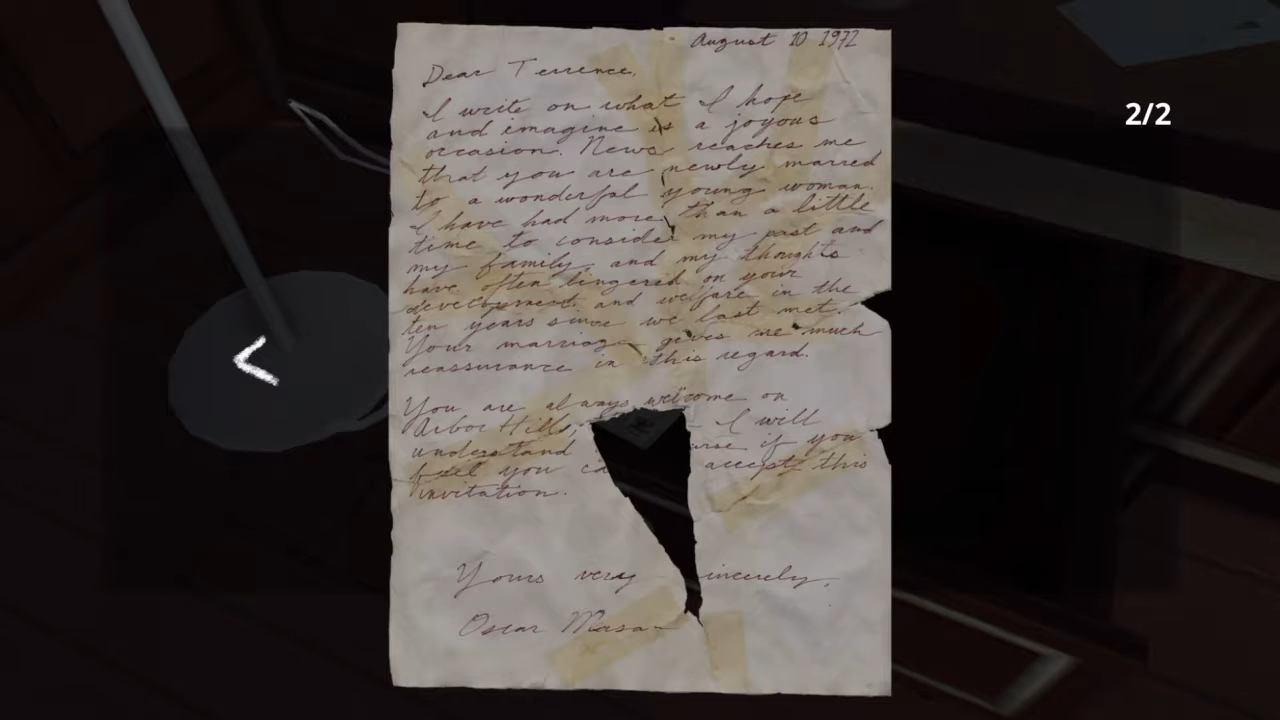 August 10 1972
2/2
Dear Terrence,
I write on what I hope
and imagine is a joyous
occasion. News reaches me
that you are newly married
to a wonderful young woman.
I have had more than a little
time to consider my past and
my family, and my thoughts
have often lingered on your
development and welfare in the
ten years since we last met.
Your marriage gives me much
reassurance in this regard.
You are always welcome on
Arbor Hills, I will
understand if you
feel you accept this
invitation.
Yours very
Oscar Masan